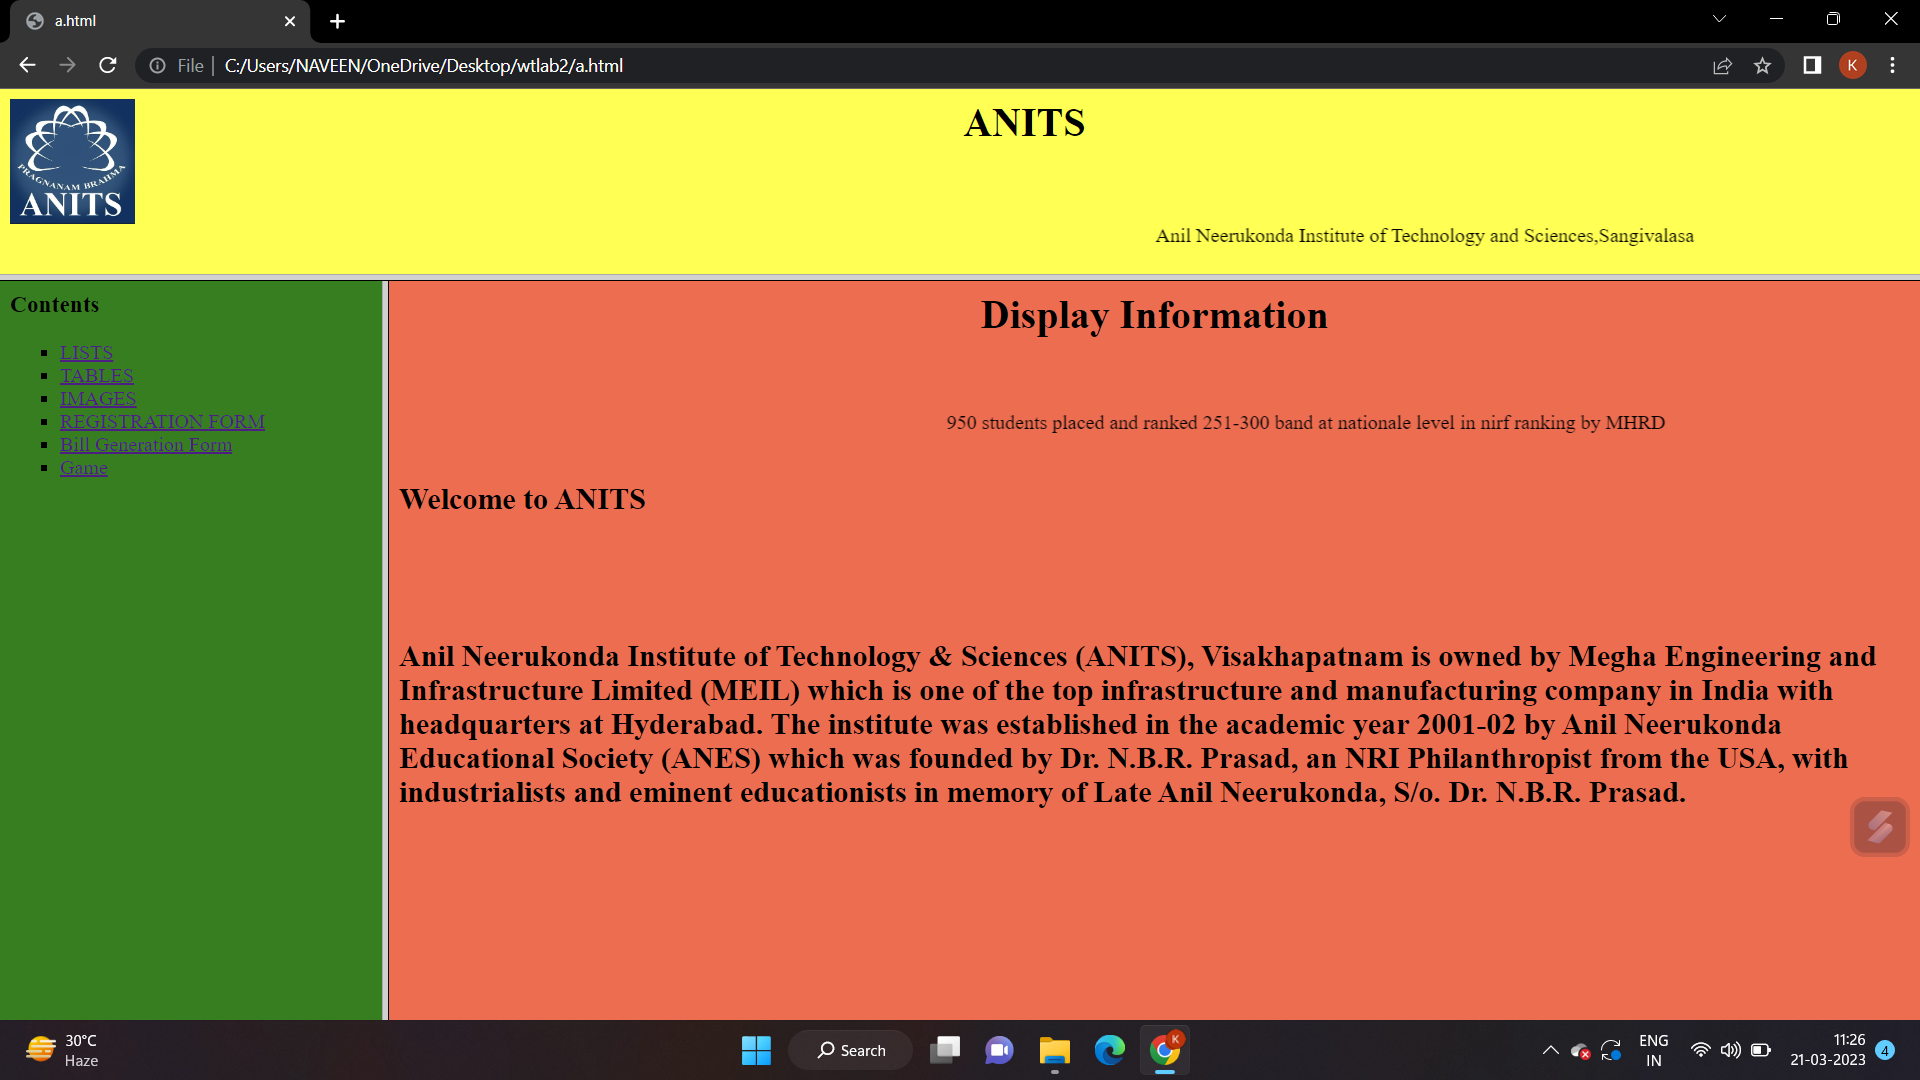 a.html
File
C:/Users/NAVEEN/OneDrive/Desktop/wtlab2/a.html
K
PRAGNANAM BRAHMA
ANITS
ANITS
Anil Neerukonda Institute of Technology and Sciences,Sangivalasa
Contents
LISTS
TABLES
IMAGES
REGISTRATION FORM
Bill Generation Form
Game
Display Information
950 students placed and ranked 251-300 band at nationale level in nirf ranking by MHRD
Welcome to ANITS
Anil Neerukonda Institute of Technology & Sciences (ANITS), Visakhapatnam is owned by Megha Engineering and
Infrastructure Limited (MEIL) which is one of the top infrastructure and manufacturing company in India with
headquarters at Hyderabad. The institute was established in the academic year 2001-02 by Anil Neerukonda
Educational Society (ANES) which was founded by Dr. N.B.R. Prasad, an NRI Philanthropist from the USA, with
industrialists and eminent educationists in memory of Late Anil Neerukonda, S/o. Dr. N.B.R. Prasad.
30°C
Haze
Search
K
ENG
IN
11:26
21-03-2023
4